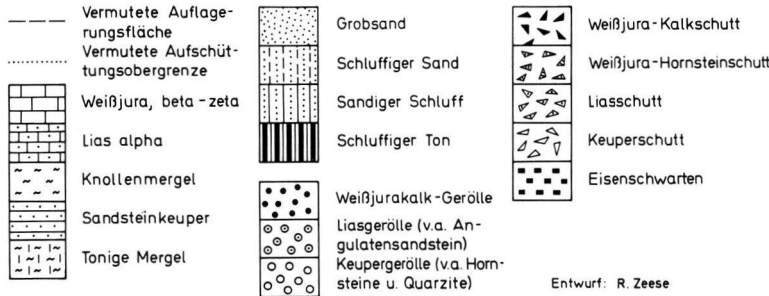 Vermutete Auflage-
rungsfläche
Vermutete Aufschüt-
tungsobergrenze
Weißjura, beta-zeta
Lias alpha
Knollenmergel
Sandsteinkeuper
Tonige Mergel
Grobsand
Schluffiger Sand
Sandiger Schluff
Schluffiger Ton
Weißjurakalk-Gerölle
Liasgerölle (v.a. An-
gulatensandstein)
Keupergerölle (v.a. Horn-
steine u. Quarzite)
Weißjura-Kalkschutt
Weißjura-Hornsteinschutt
Liasschutt
Keuperschutt
Eisenschwarten
Entwurf: R. Zeese